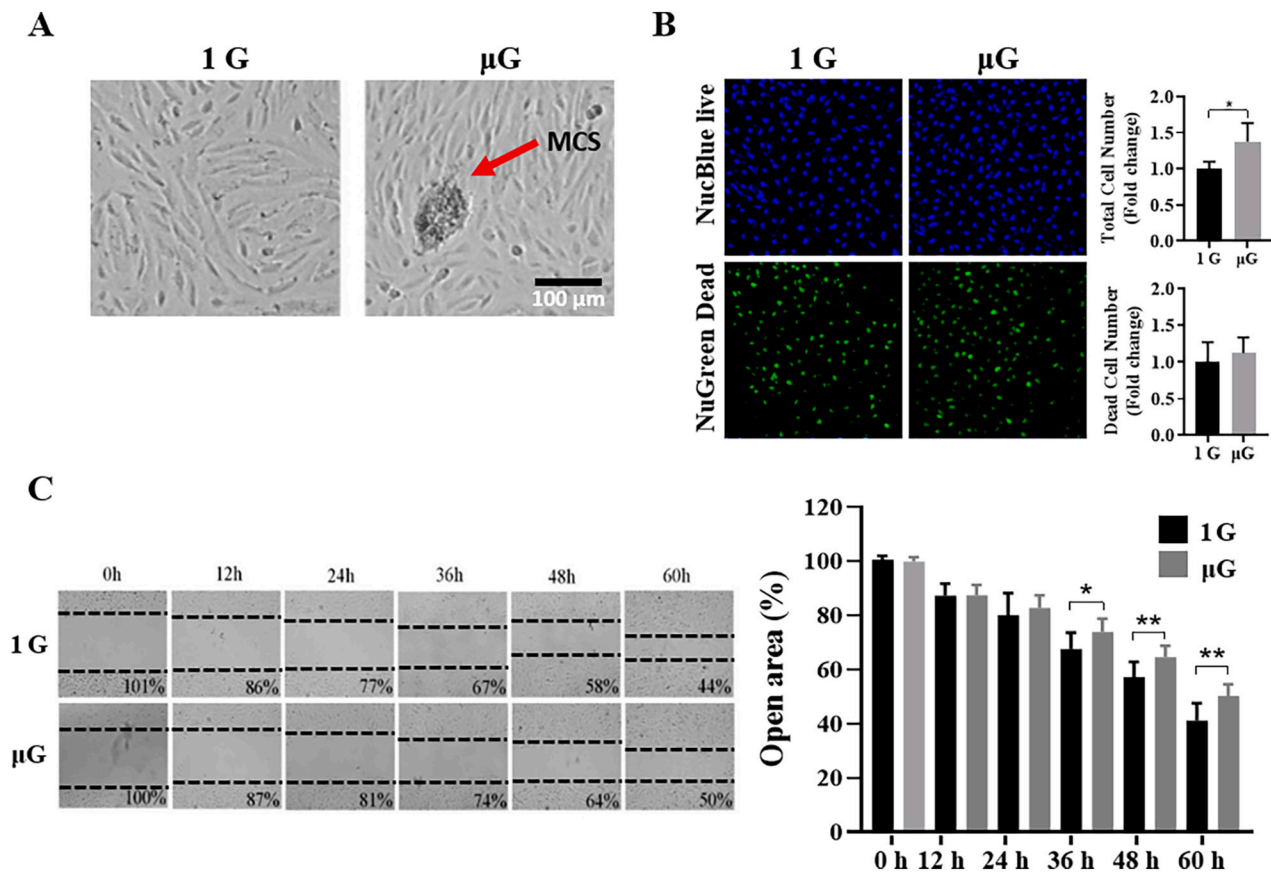 A
1 G
μG
MCS
100 μm
B
1 G
μG
NucBlue live
NuGreen Dead
Total Cell Number
(Fold change)
2.0
1.5
1.0
0.5
0.0
*
1 G
μG
Dead Cell Number
(Fold change)
2.0
1.5
1.0
0.5
0.0
1 G
μG
C
0h
12h
24h
36h
48h
60h
1 G
101%
86%
77%
67%
58%
44%
μG
100%
87%
81%
74%
64%
50%
Open area (%)
120
100
80
60
40
20
0
1 G
μG
*
**
**
0 h
12 h
24 h
36 h
48 h
60 h